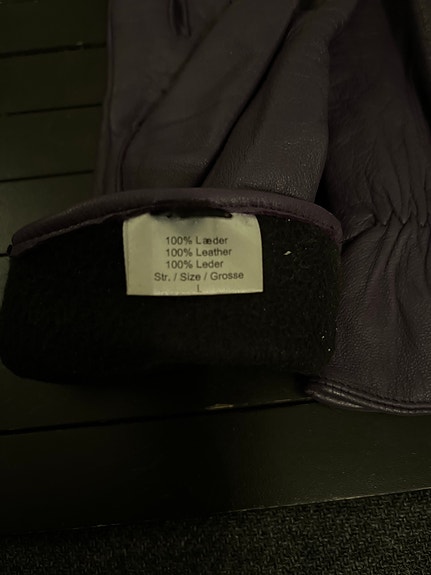 100% Læder
100% Leather
100% Leder
Str. / Size / Grosse
L